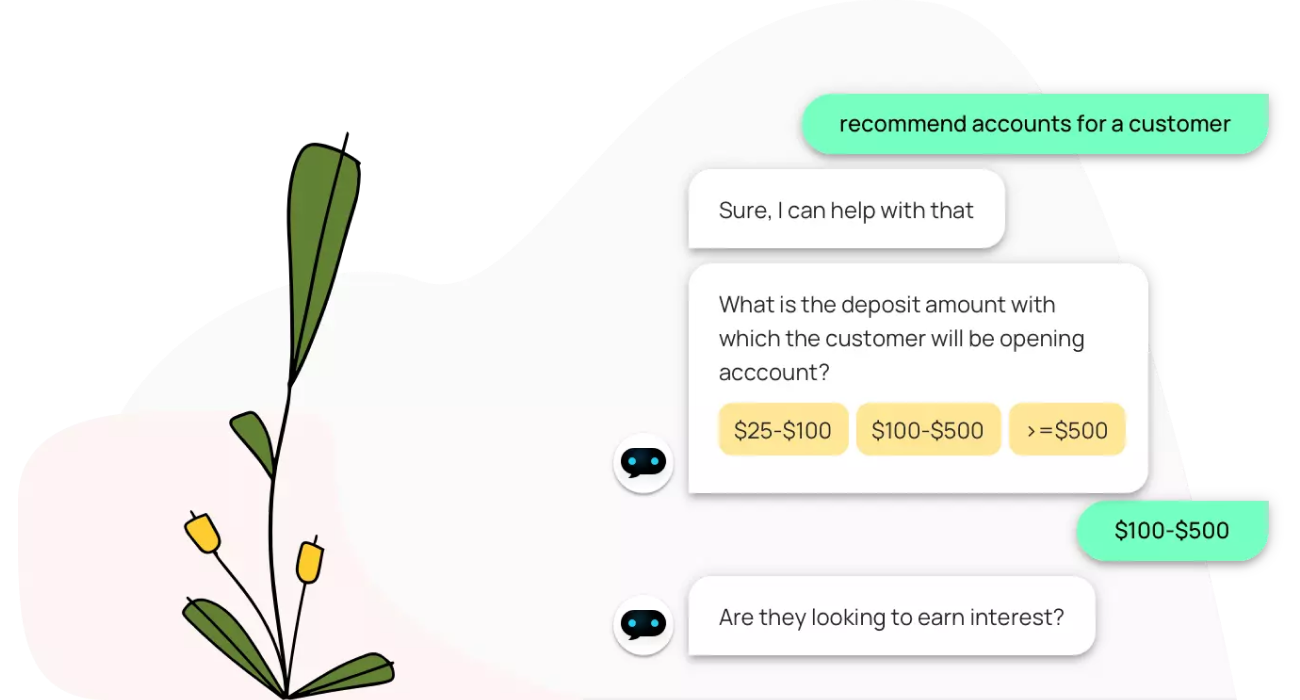 recommend accounts for a customer
Sure, I can help with that
What is the deposit amount with
which the customer will be opening
acccount?
$25-$100 $100-$500 >=$500
$100-$500
Are they looking to earn interest?